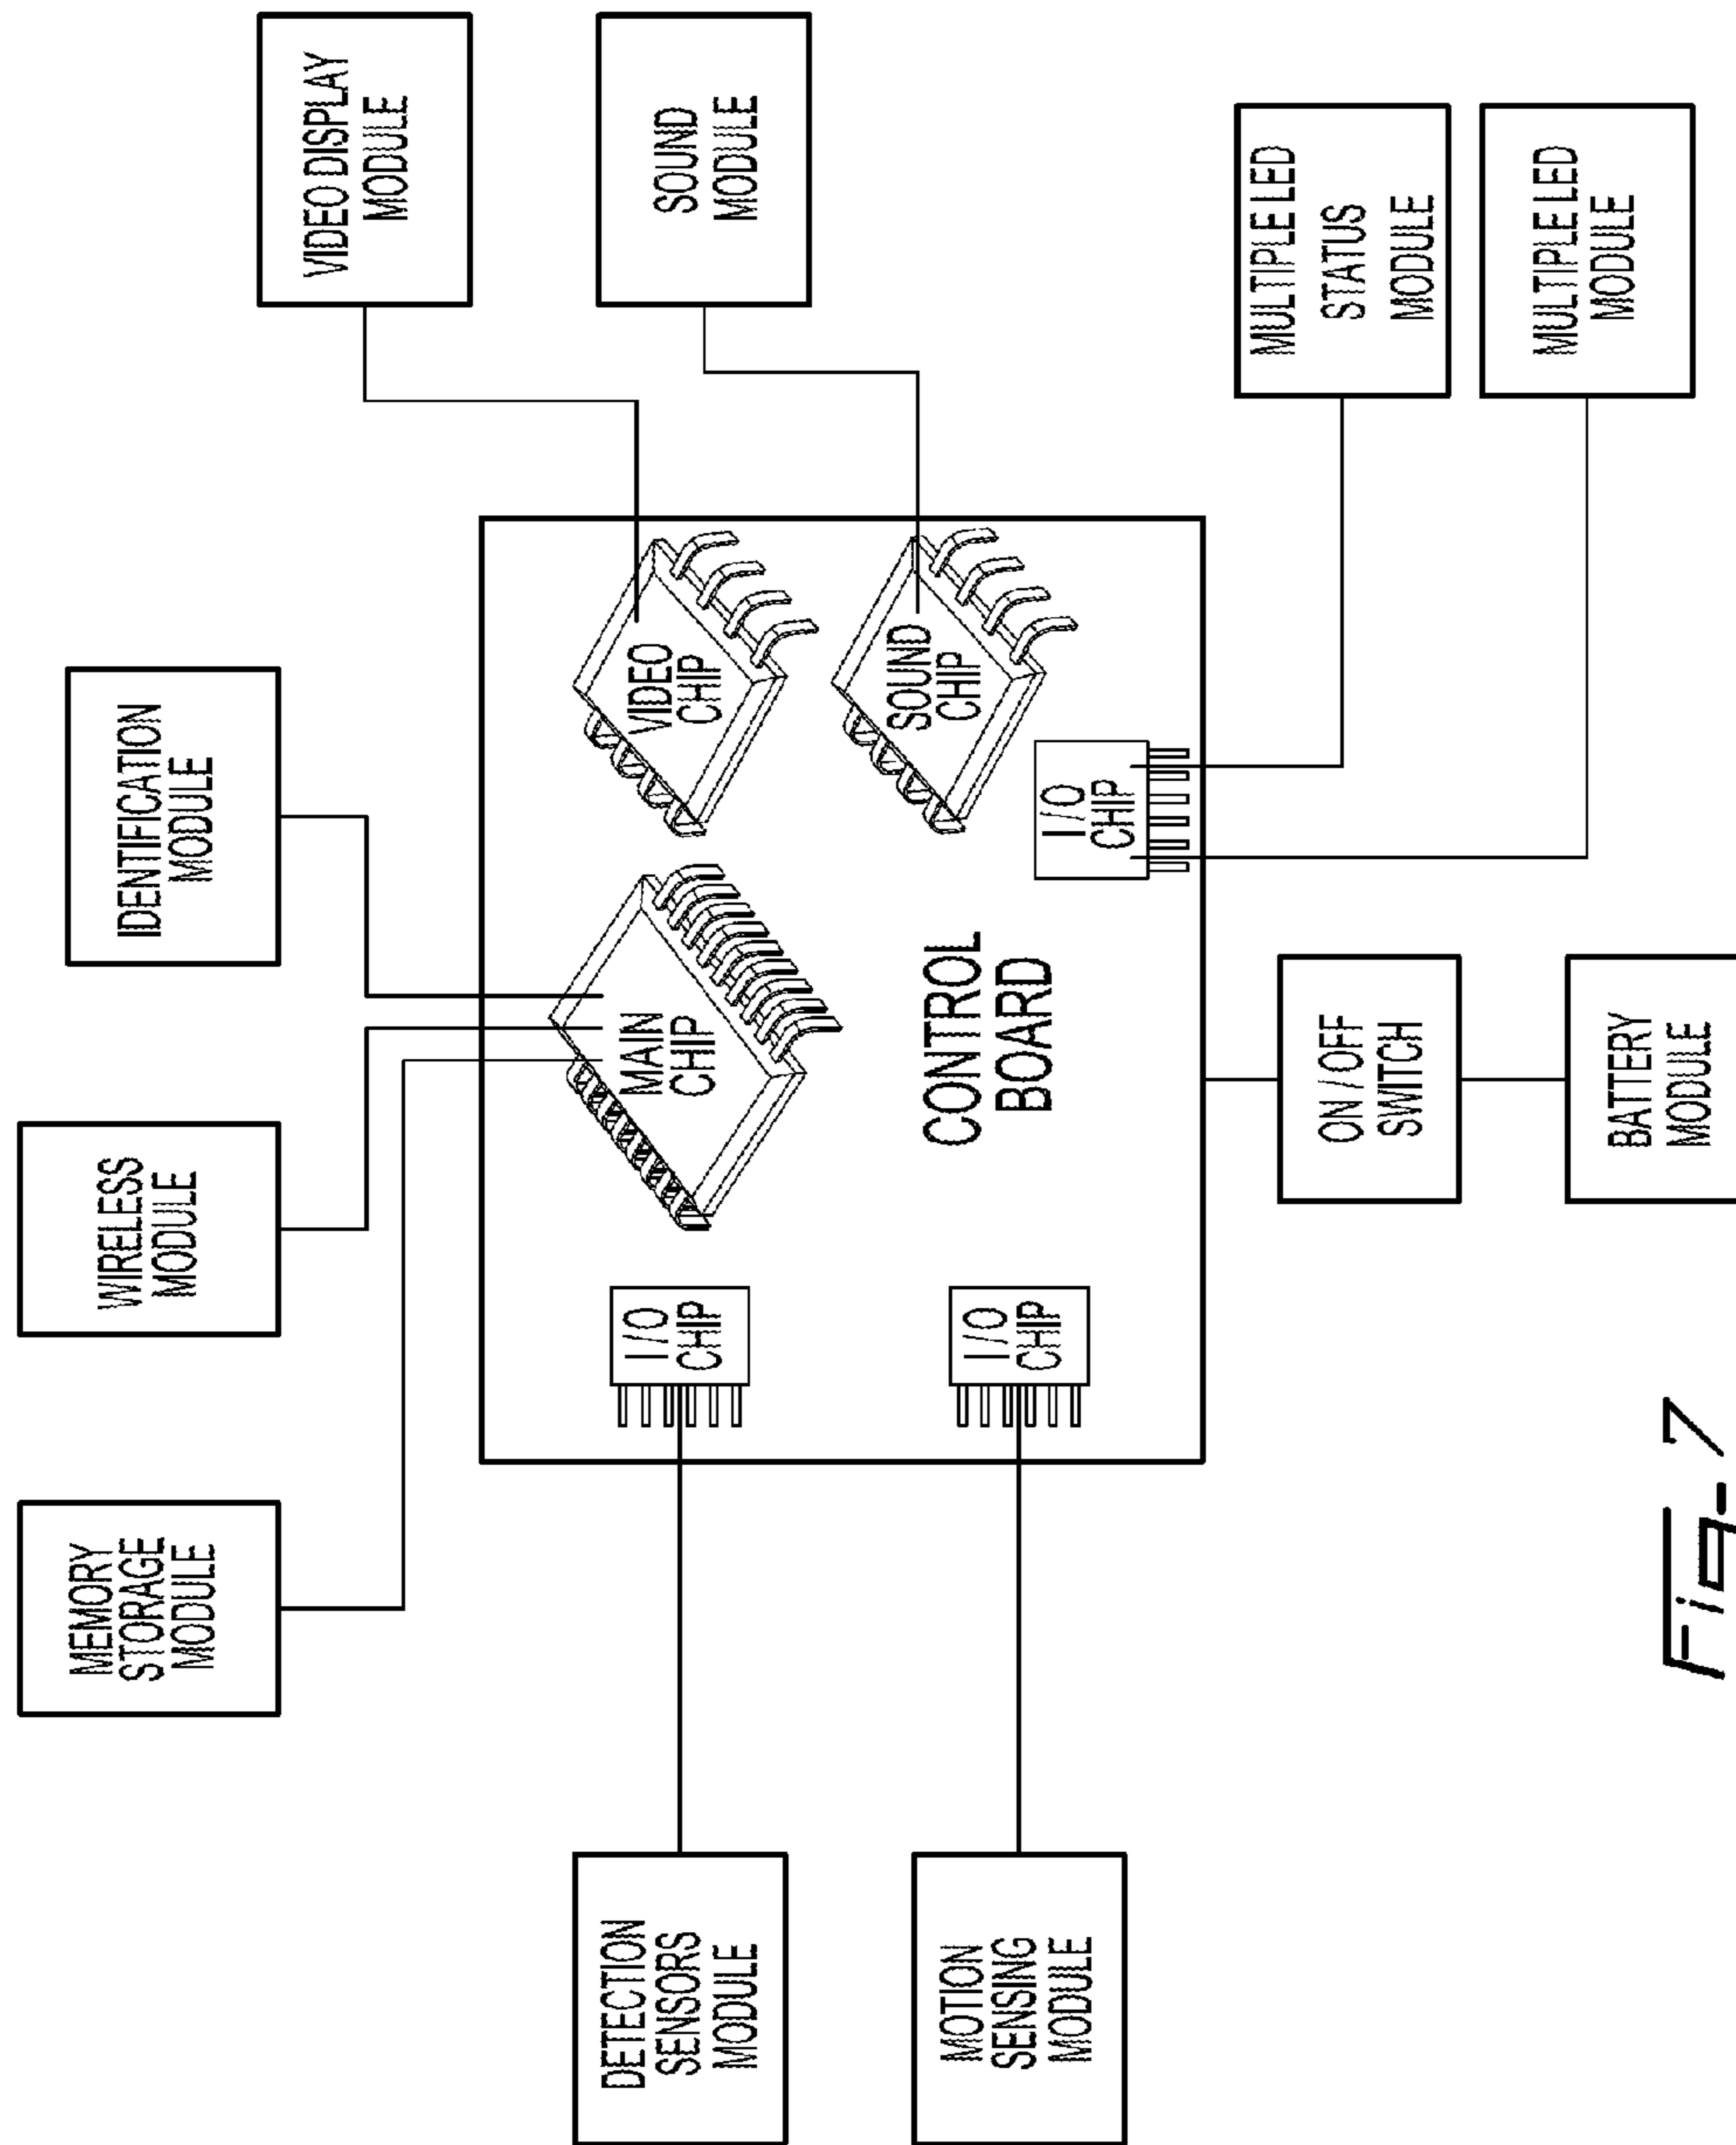 MEMORY
STORAGE
MODULE
WIRELESS
MODULE
IDENTIFICATION
MODULE
VIDEO DISPLAY
MODULE
SOUND
MODULE
DETECTION
SENSORS
MODULE
MOTION
SENSING
MODULE
I/O
CHIP
I/O
CHIP
MAIN
CHIP
VIDEO
CHIP
SOUND
CHIP
I/O
CHIP
CONTROL
BOARD
MULTIPLE LED
STATUS
MODULE
MULTIPLE LED
MODULE
ON / OFF
SWITCH
BATTERY
MODULE
Fig-7